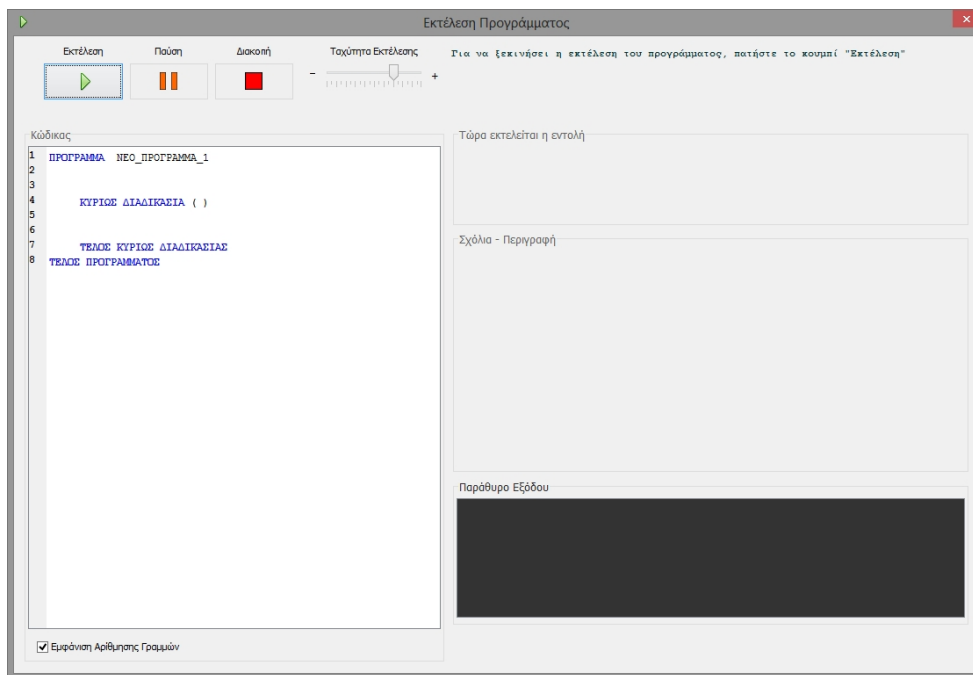 Εκτέλεση Προγράμματος
Εκτέλεση Παύση Διακοπή Ταχύτητα Εκτέλεσης
- +
Για να ξεκινήσει η εκτέλεση του προγράμματος, πατήστε το κουμπί "Εκτέλεση"
Κώδικας
1 ΠΡΟΓΡΑΜΜΑ ΝΕΟ_ΠΡΟΓΡΑΜΜΑ_1
2
3
4 ΚΥΡΙΩΣ ΔΙΑΔΙΚΑΣΙΑ ( )
5
6
7 ΤΕΛΟΣ ΚΥΡΙΩΣ ΔΙΑΔΙΚΑΣΙΑΣ
8 ΤΕΛΟΣ ΠΡΟΓΡΑΜΜΑΤΟΣ
Εμφάνιση Αρίθμησης Γραμμών
Τώρα εκτελείται η εντολή
Σχόλια - Περιγραφή
Παράθυρο Εξόδου